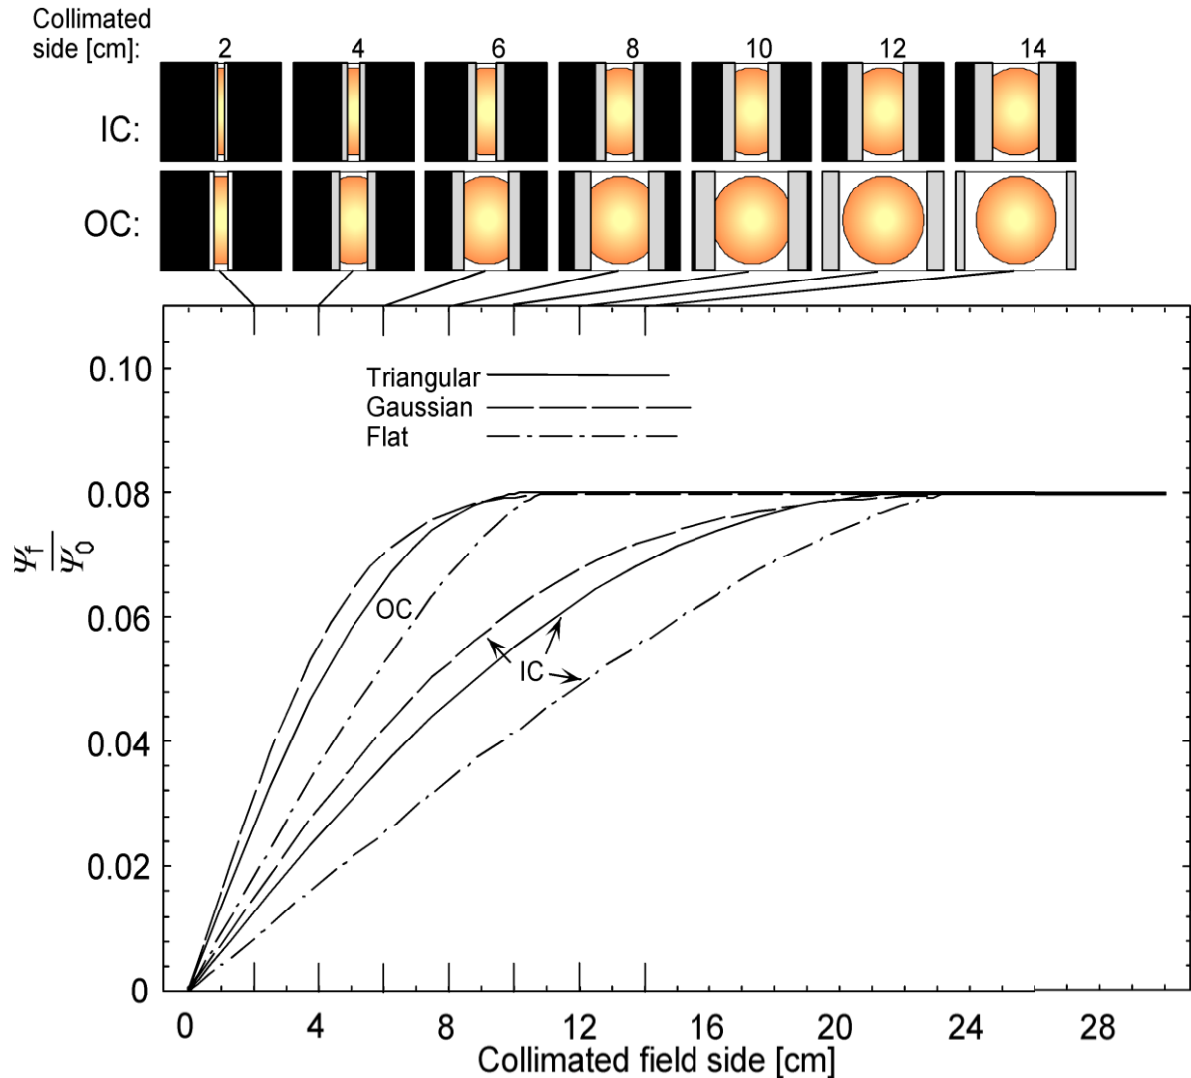 Collimated
side [cm]: 2 4 6 8 10 12 14
IC:
OC:
0.10
Triangular
Gaussian
Flat
0.08
Ψf
Ψ0
OC
0.06
IC
0.04
0.02
0
0 4 8 12 16 20 24 28
Collimated field side [cm]